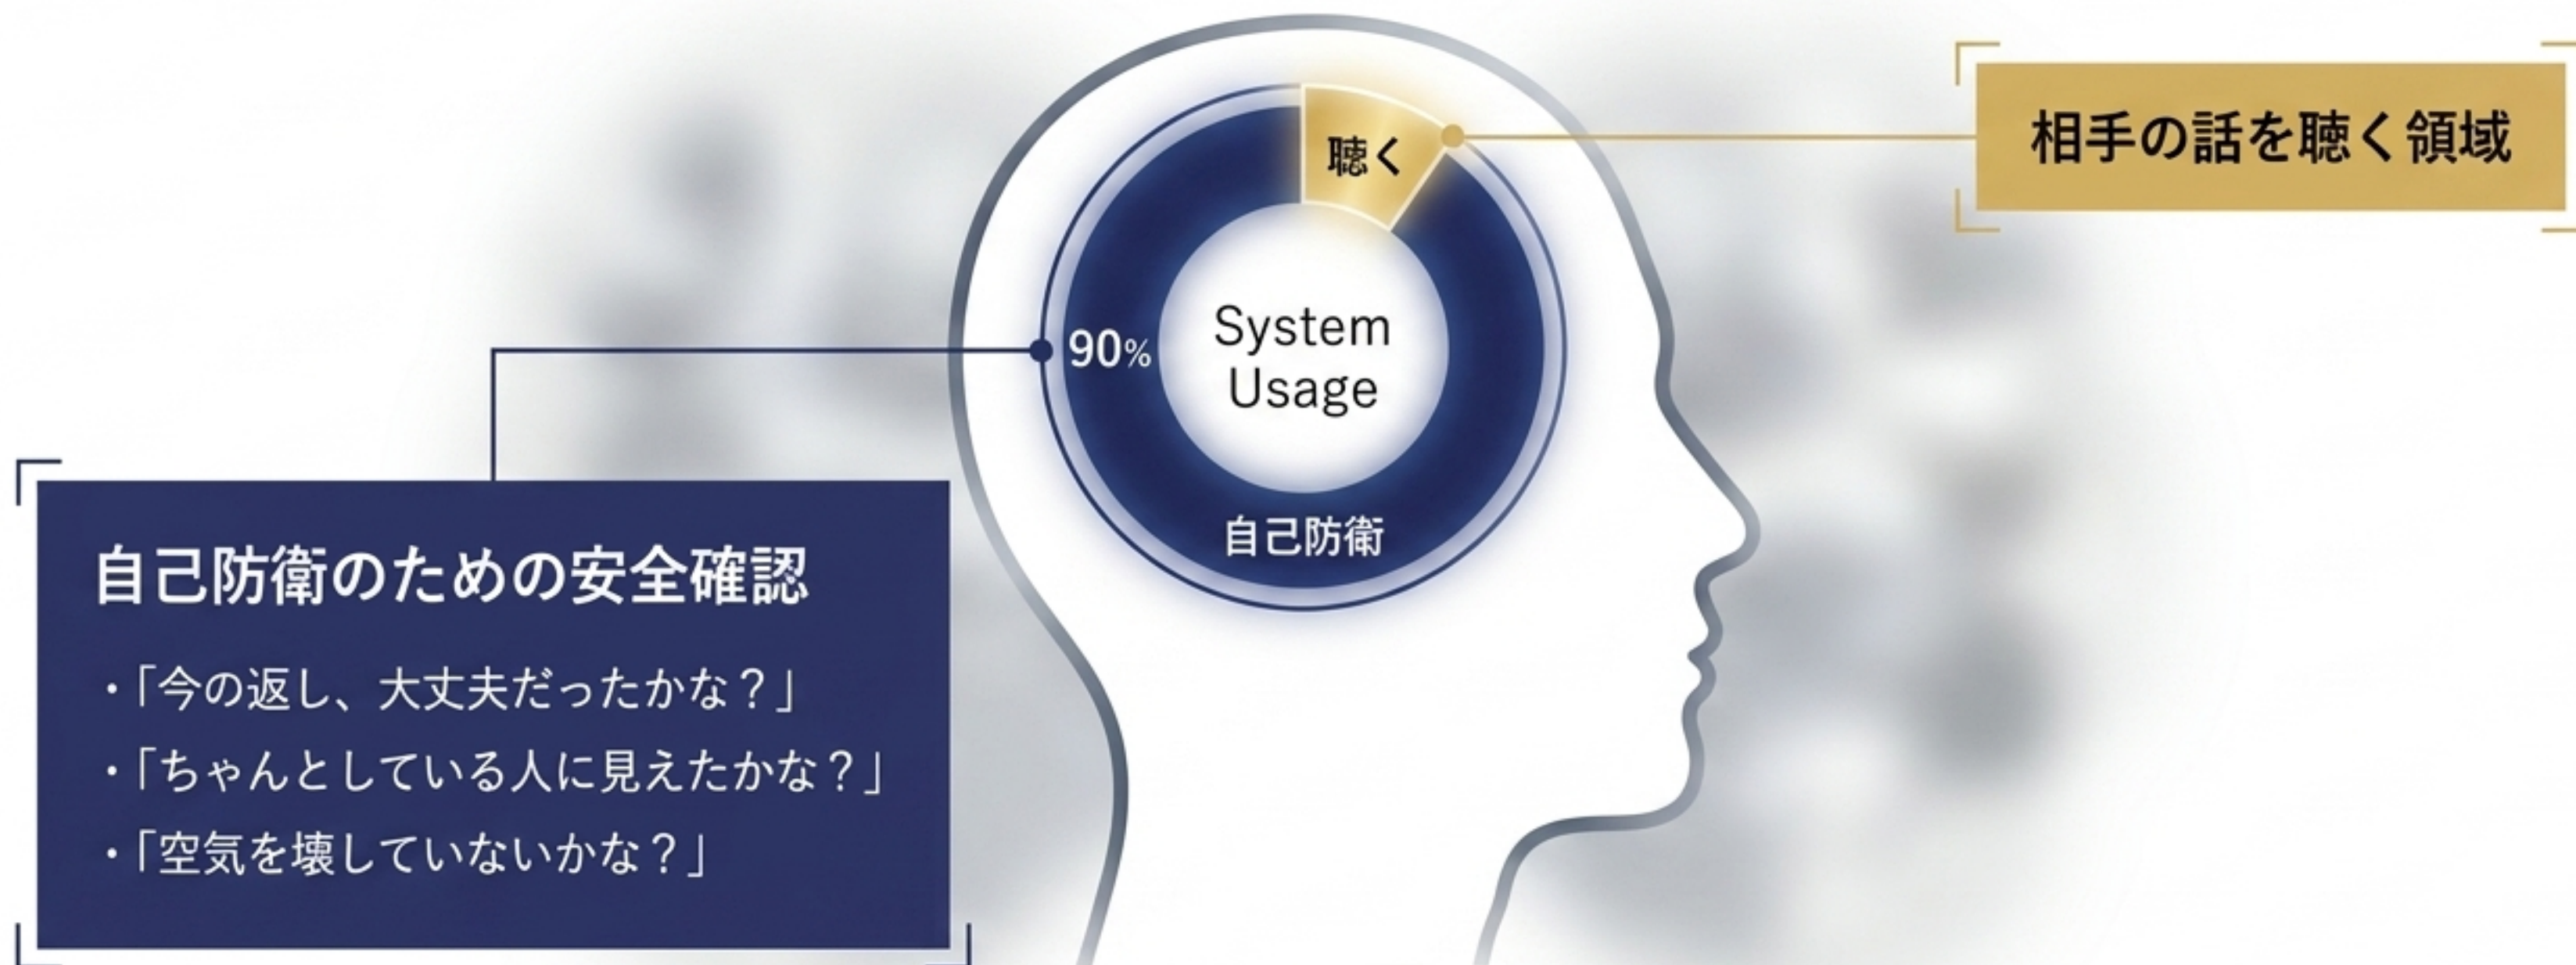 聴く
相手の話を聴く領域
90%
System
Usage
自己防衛
自己防衛のための安全確認
・「今の返し、大丈夫だったかな？」
・「ちゃんとしている人に見えたかな？」
・「空気を壊していないかな？」